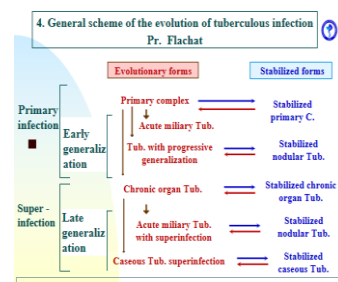 4. General scheme of the evolution of tuberculous infection
Pr. Flachat
Evolutionary forms
Stabilized forms
Primary
infection
Early
generaliz
ation
Primary complex
Stabilized
primary C.
Acute miliary Tub.
Tub. with progressive
generalization
Stabilized
nodular Tub.
Super -
infection
Late
generaliz
ation
Chronic organ Tub.
Stabilized chronic
organ Tub.
Acute miliary Tub.
with superinfection
Stabilized
nodular Tub.
Caseous Tub. superinfection
Stabilized
caseous Tub.